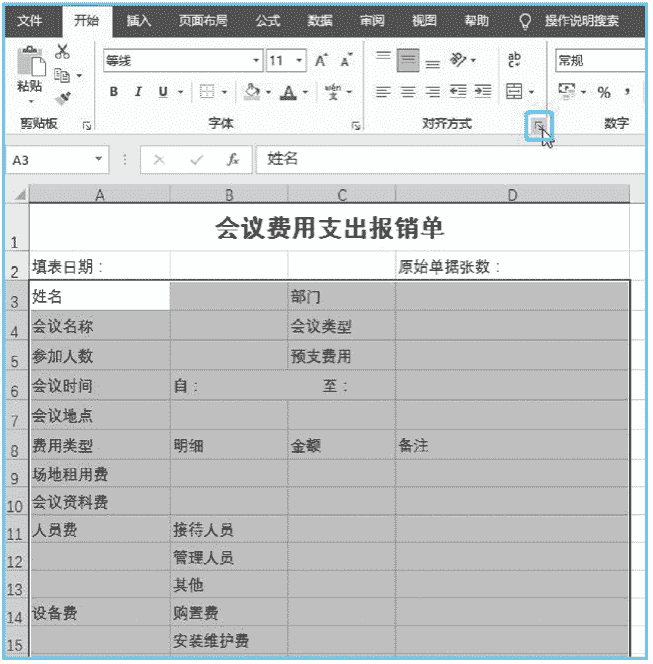 文件 开始 插入 页面布局 公式 数据 审阅 视图 帮助 操作说明搜索
等线 11 A A ab 常规
粘贴 B I U A wén 文 % ,
剪贴板 字体 对齐方式 数字
A3 fx 姓名
A B C D
1 会议费用支出报销单
2 填表日期: 原始单据张数:
3 姓名 部门
4 会议名称 会议类型
5 参加人数 预支费用
6 会议时间 自: 至:
7 会议地点
8 费用类型 明细 金额 备注
9 场地租用费
10 会议资料费
11 人员费 接待人员
12 管理人员
13 其他
14 设备费 购置费
15 安装维护费